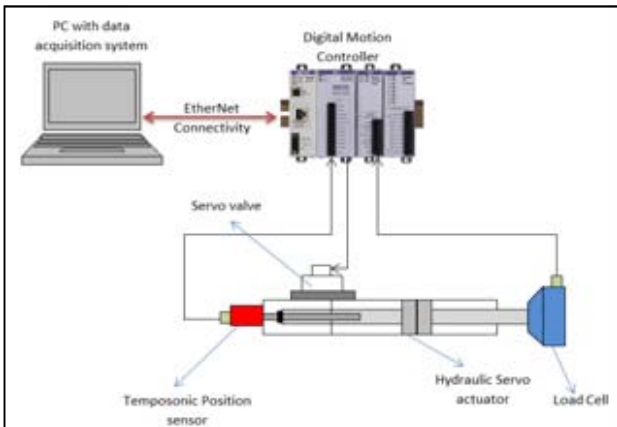 PC with data
acquisition system
Digital Motion
Controller
EtherNet
Connectivity
Servo valve
Temposonic Position
sensor
Hydraulic Servo
actuator
Load Cell